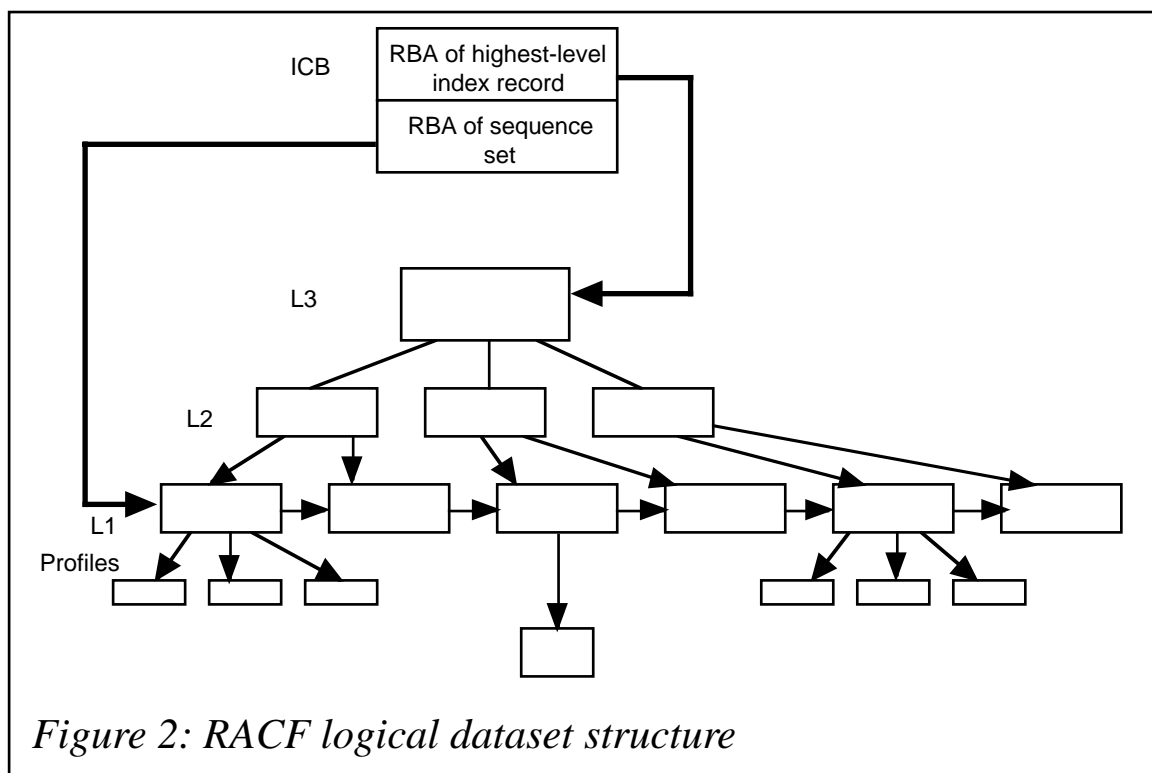 ICB
RBA of highest-level
index record
RBA of sequence
set
L3
L2
L1
Profiles
Figure 2: RACF logical dataset structure